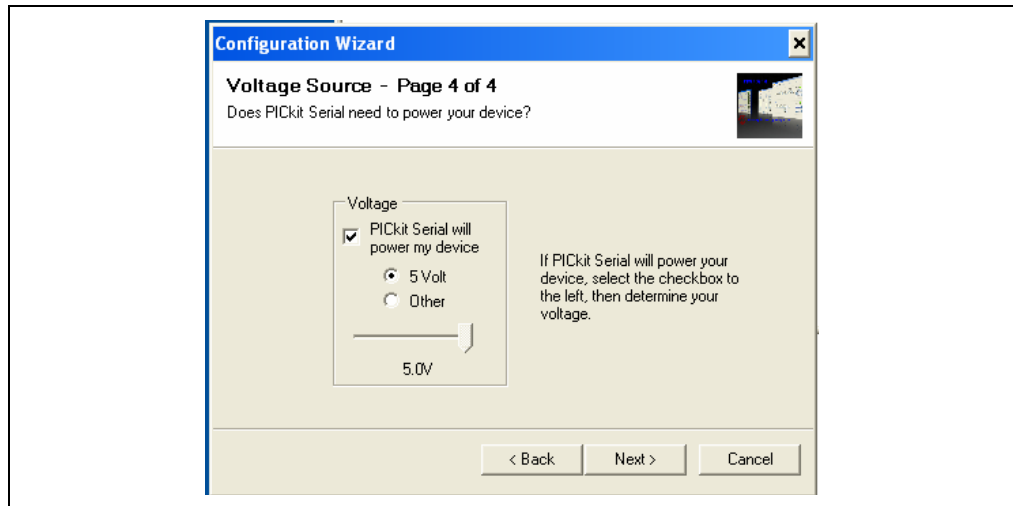 Configuration Wizard
Voltage Source - Page 4 of 4
Does PICkit Serial need to power your device?
Voltage
PICkit Serial will
power my device
5 Volt
Other
5.0V
If PICkit Serial will power your
device, select the checkbox to
the left, then determine your
voltage.
< Back
Next >
Cancel